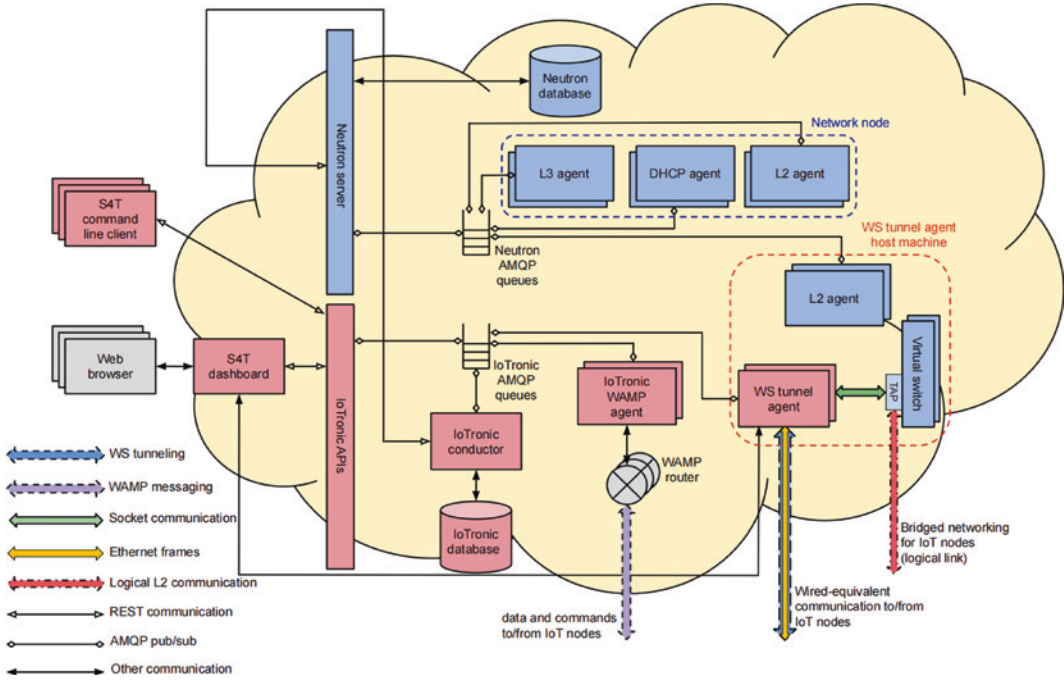 Neutron
database
Network node
Neutron server
L3 agent
DHCP agent
L2 agent
S4T
command
line client
WS tunnel agent
host machine
Neutron
AMQP
queues
L2 agent
Virtual switch
Web
browser
S4T
dashboard
IoTronic APIs
IoTronic
AMQP
queues
IoTronic
WAMP
agent
WS tunnel
agent
TAP
IoTronic
conductor
WAMP
router
WS tunneling
WAMP messaging
Socket communication
IoTronic
database
Bridged networking
for IoT nodes
(logical link)
Ethernet frames
Logical L2 communication
REST communication
AMQP pub/sub
Other communication
data and commands
to/from IoT nodes
Wired-equivalent
communication to/from
IoT nodes